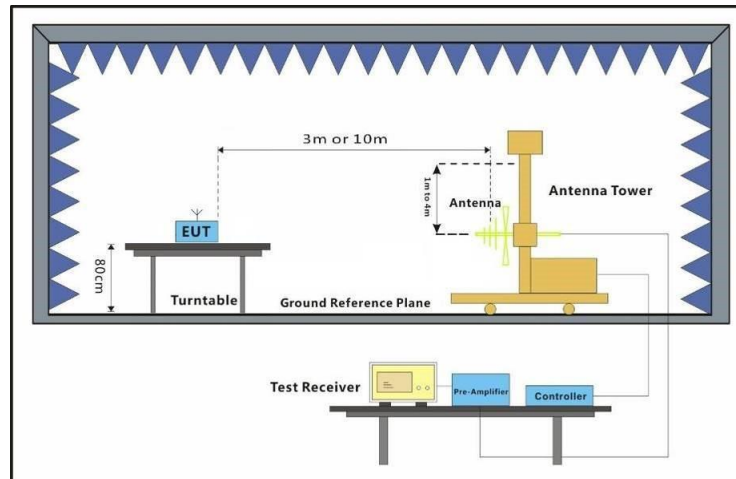 3m or 10m
1m to 4m
Antenna
Antenna Tower
EUT
80cm
Turntable
Ground Reference Plane
Test Receiver
Pre-Amplifier
Controller